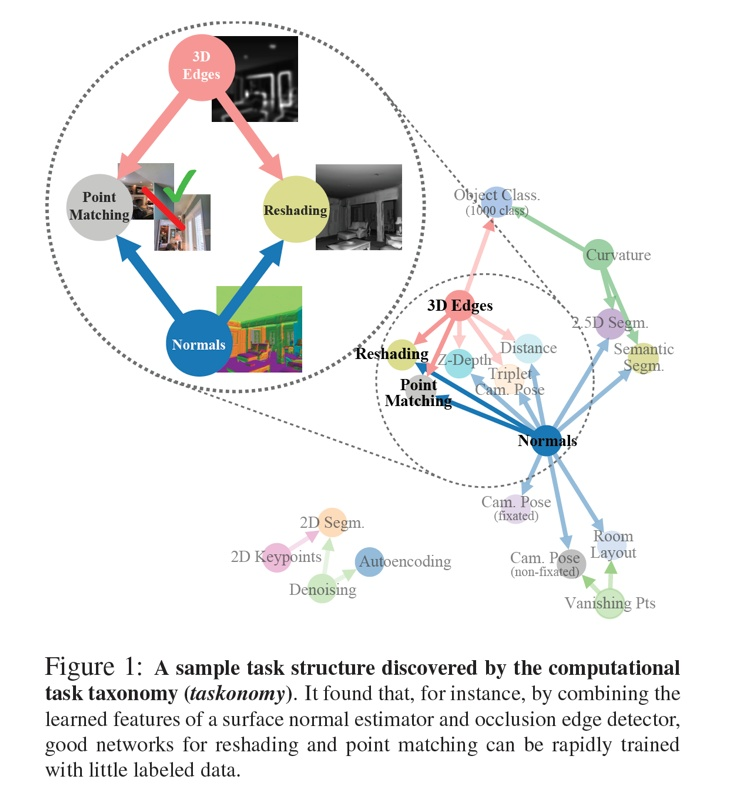 3D
Edges
Point
Matching
Reshading
Normals
Object Class.
(1000 class)
Curvature
3D Edges
2.5D Segm.
Reshading
Z-Depth
Distance
Semantic
Segm.
Triplet
Cam. Pose
Point
Matching
Normals
Cam. Pose
(fixated)
2D Segm.
2D Keypoints
Autoencoding
Denoising
Cam. Pose
(non-fixated)
Room
Layout
Vanishing Pts
Figure 1: A sample task structure discovered by the computational
task taxonomy (taskonomy). It found that, for instance, by combining the
learned features of a surface normal estimator and occlusion edge detector,
good networks for reshading and point matching can be rapidly trained
with little labeled data.